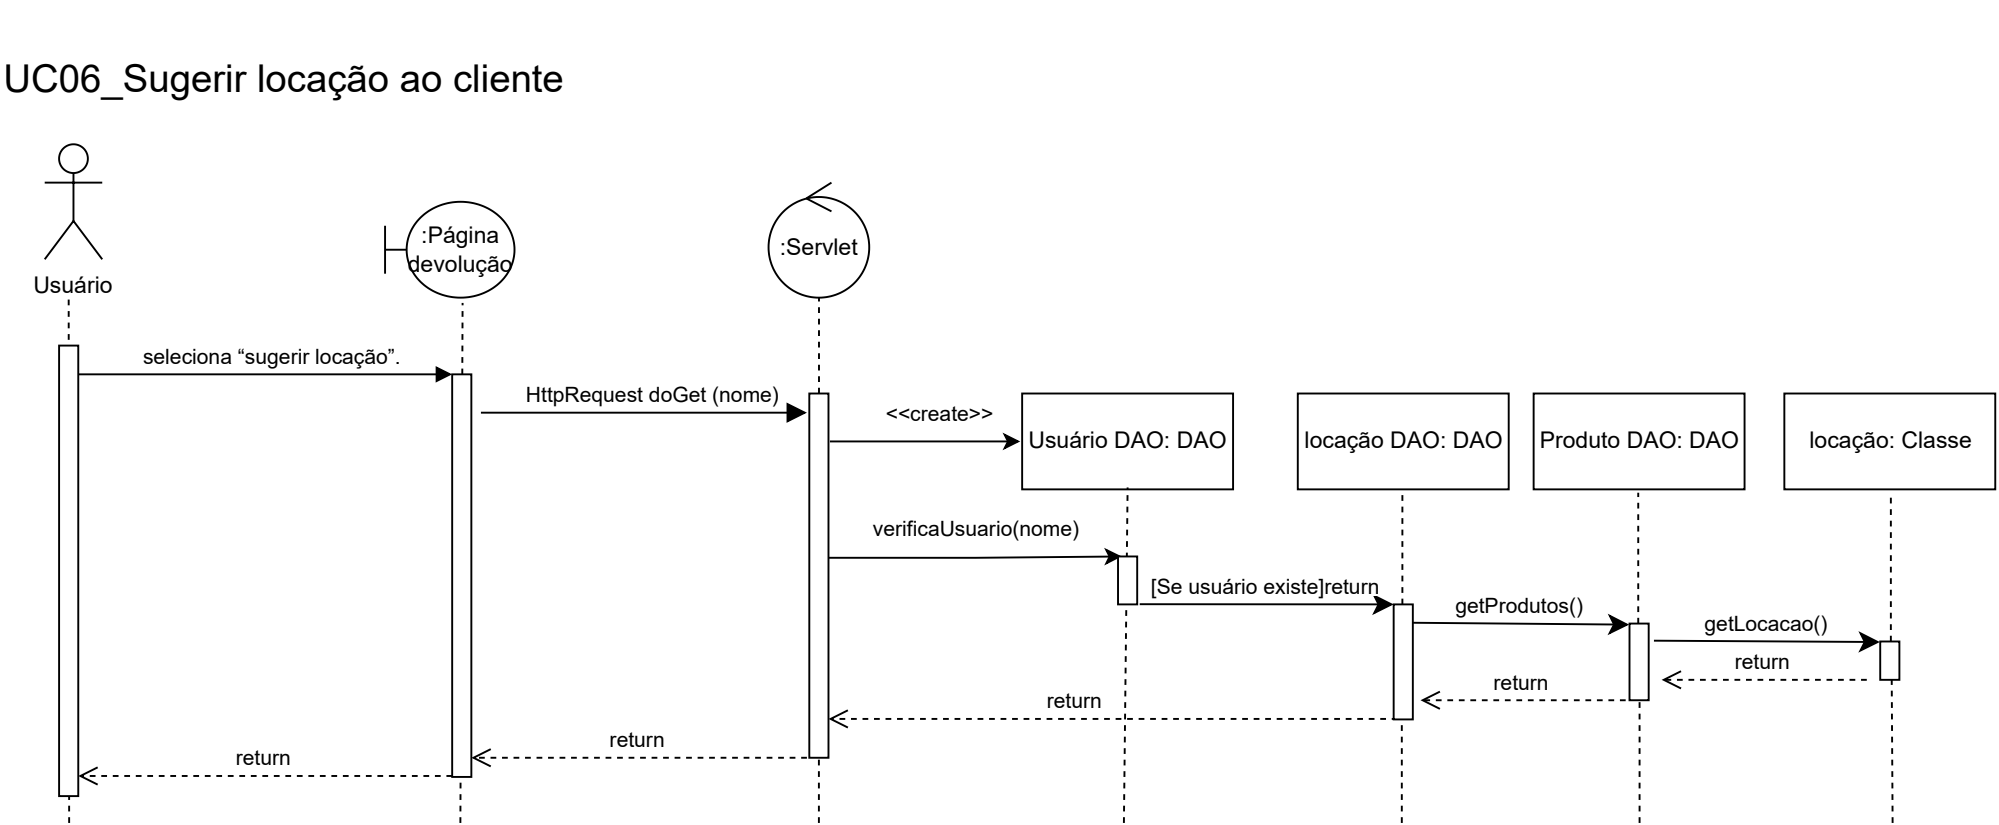 UC06_Sugerir locação ao cliente
:Página
devolução
:Servlet
Usuário
seleciona “sugerir locação”.
HttpRequest doGet (nome)
<<create>>
Usuário DAO: DAO
locação DAO: DAO
Produto DAO: DAO
locação: Classe
verificaUsuario(nome)
[Se usuário existe]return
getProdutos()
getLocacao()
return
return
return
return
return